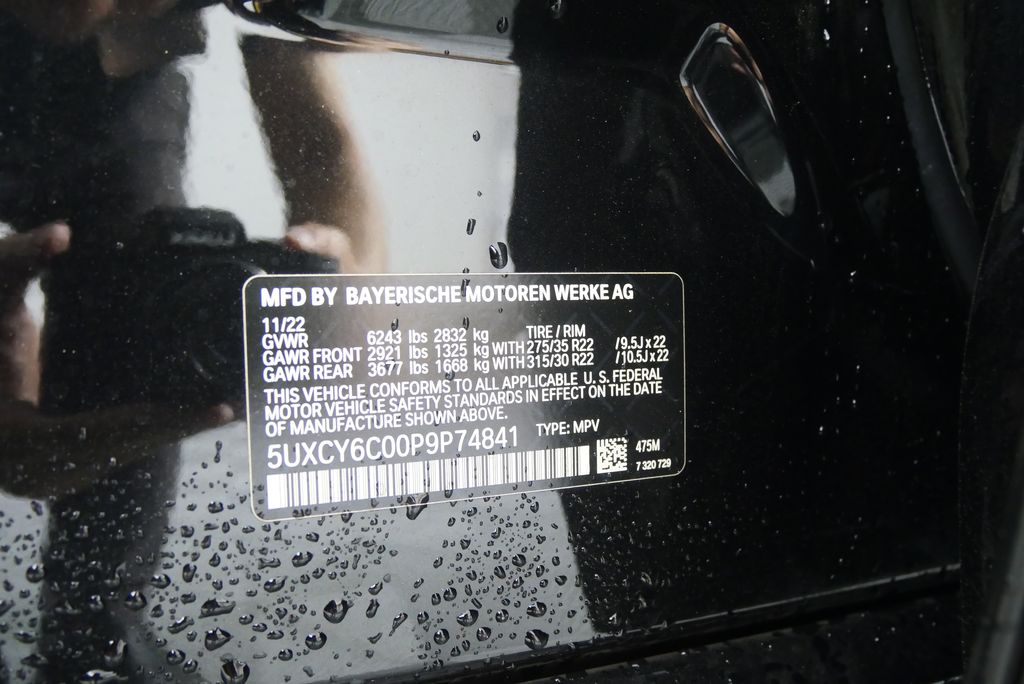 MFD BY BAYERISCHE MOTOREN WERKE AG
11/22
GVWR 6243 lbs 2832 kg TIRE / RIM
GAWR FRONT 2921 lbs 1325 kg WITH 275/35 R22 /9.5J x 22
GAWR REAR 3677 lbs 1668 kg WITH 315/30 R22 /10.5J x 22
THIS VEHICLE CONFORMS TO ALL APPLICABLE U. S. FEDERAL
MOTOR VEHICLE SAFETY STANDARDS IN EFFECT ON THE DATE
OF MANUFACTURE SHOWN ABOVE.
5UXCY6C00P9P74841 TYPE: MPV
475M
7 320 729